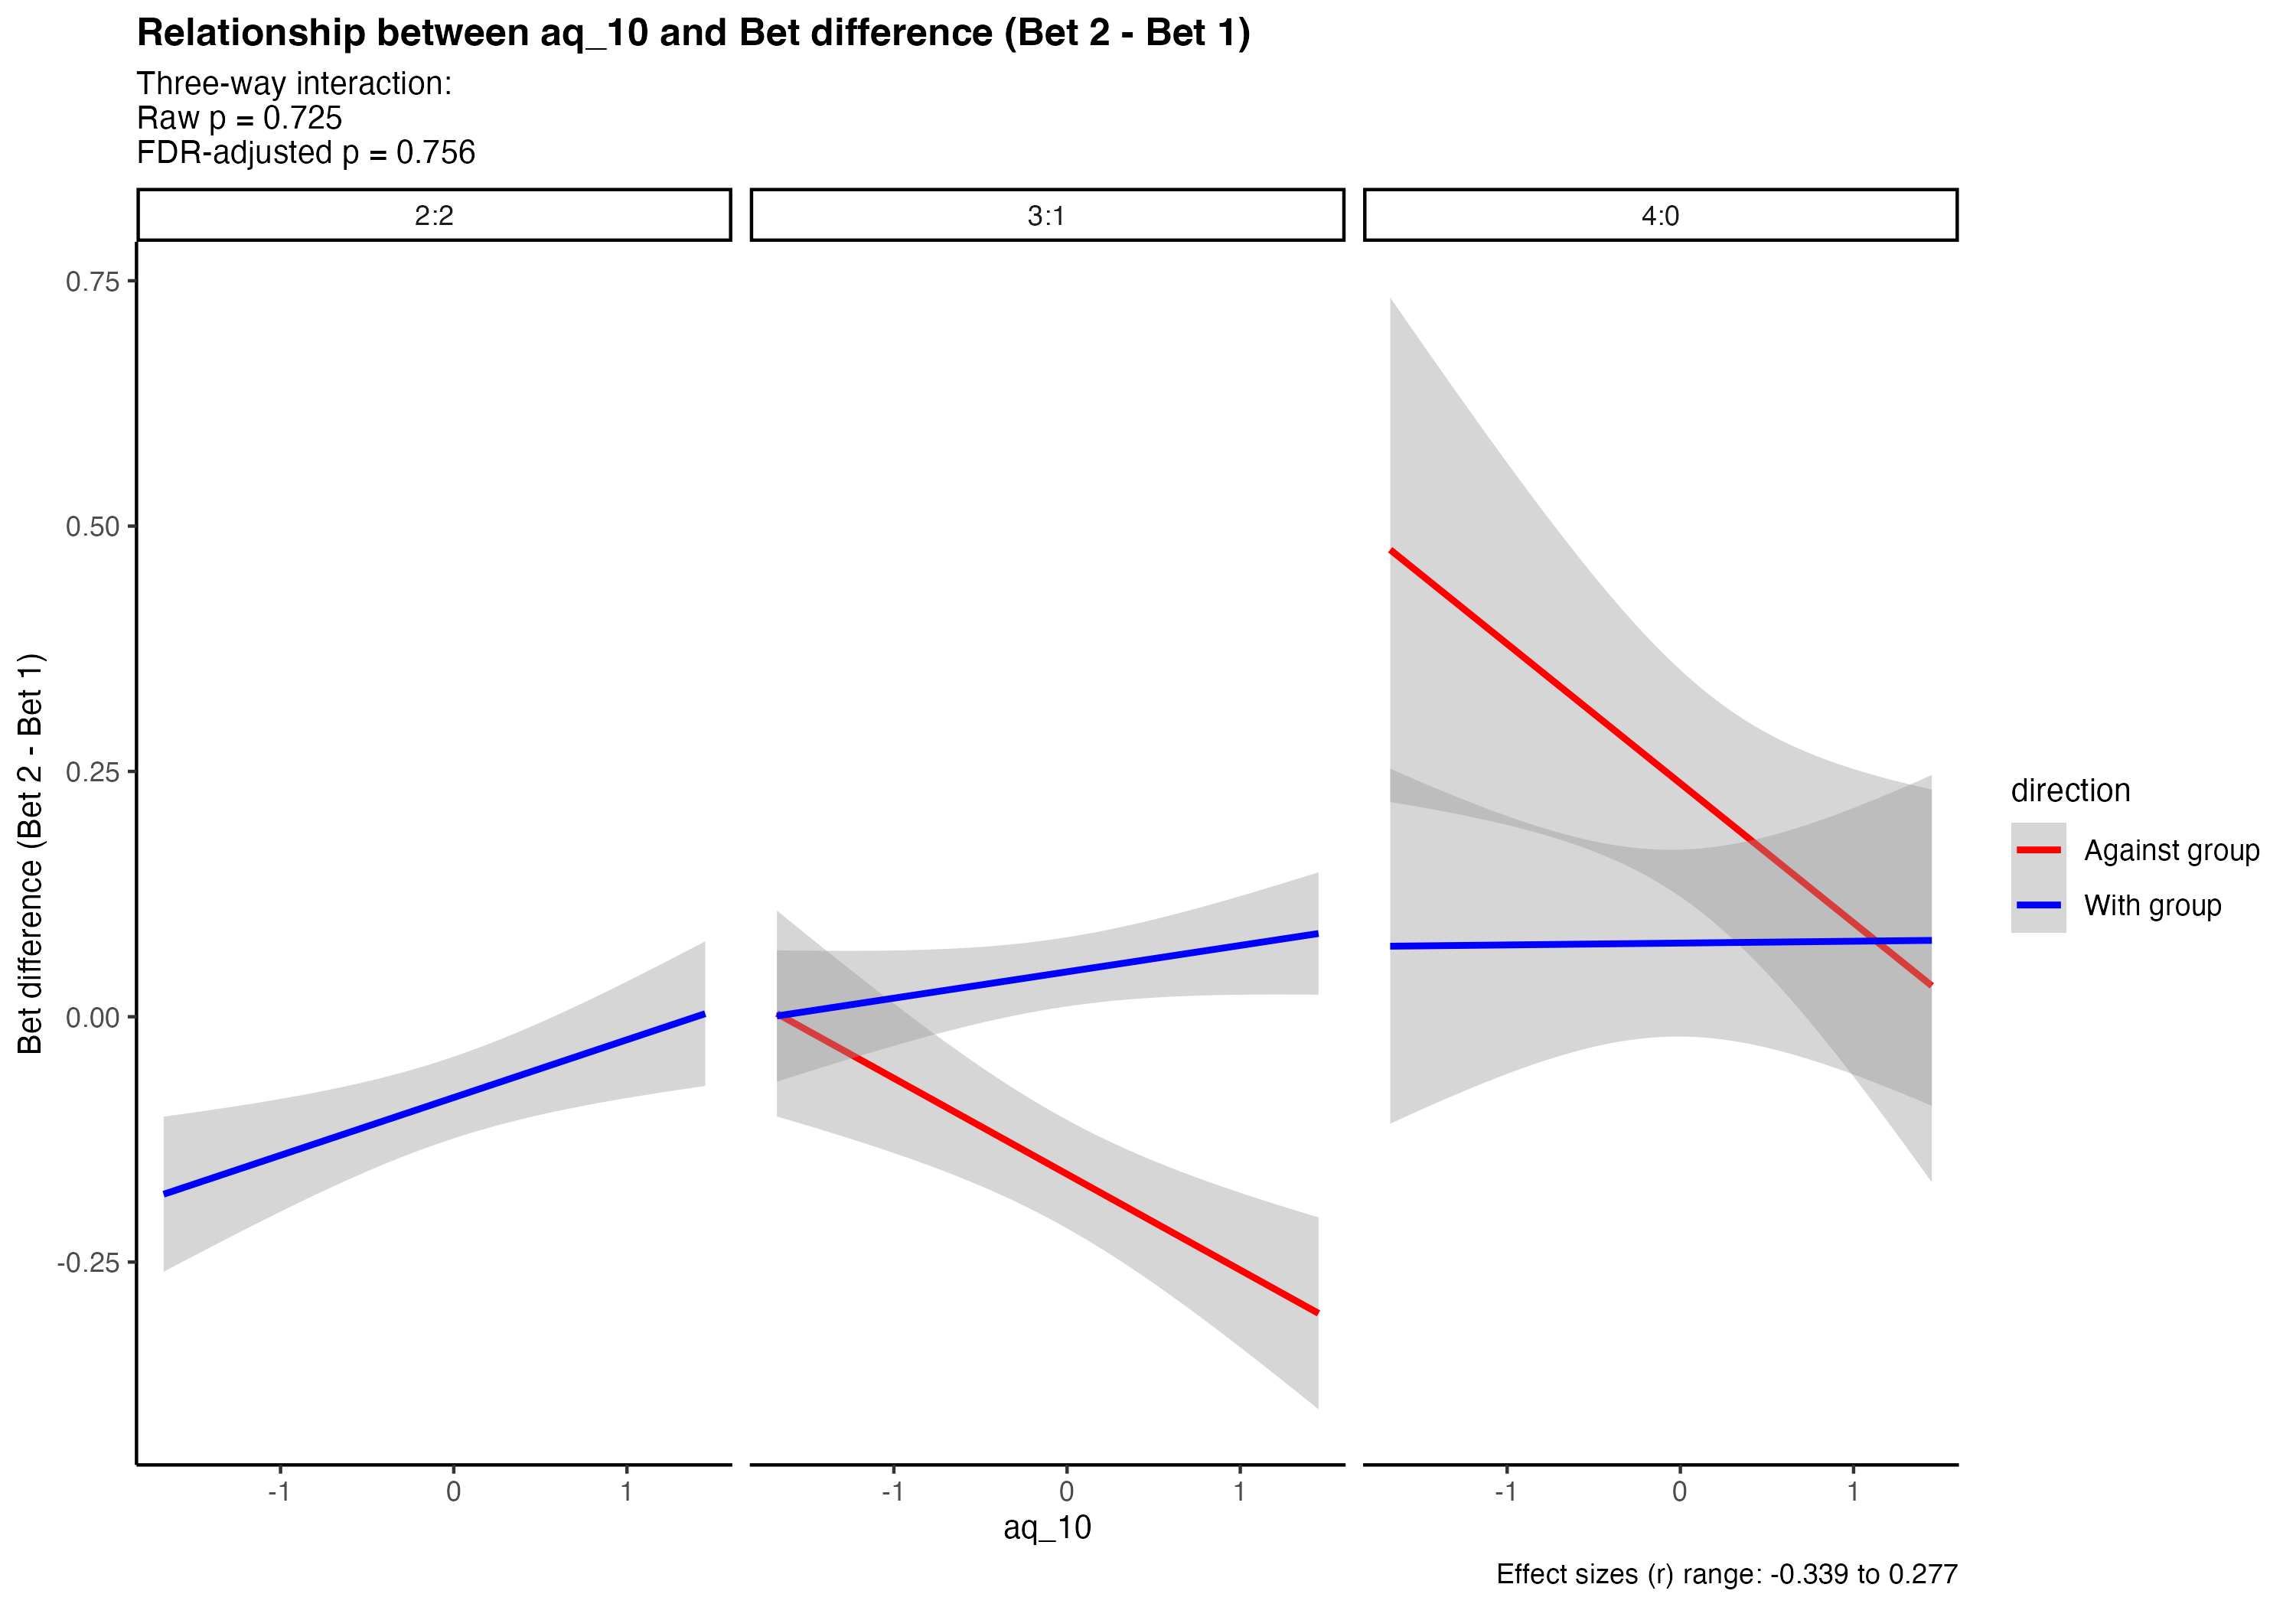 Relationship between aq_10 and Bet difference (Bet 2 - Bet 1)
Three-way interaction:
Raw p = 0.725
FDR-adjusted p = 0.756
2:2
3:1
4:0
0.75
0.50
0.25
0.00
-0.25
Bet difference (Bet 2 - Bet 1)
-1 0 1
-1 0 1
-1 0 1
aq_10
direction
Against group
With group
Effect sizes (r) range: -0.339 to 0.277